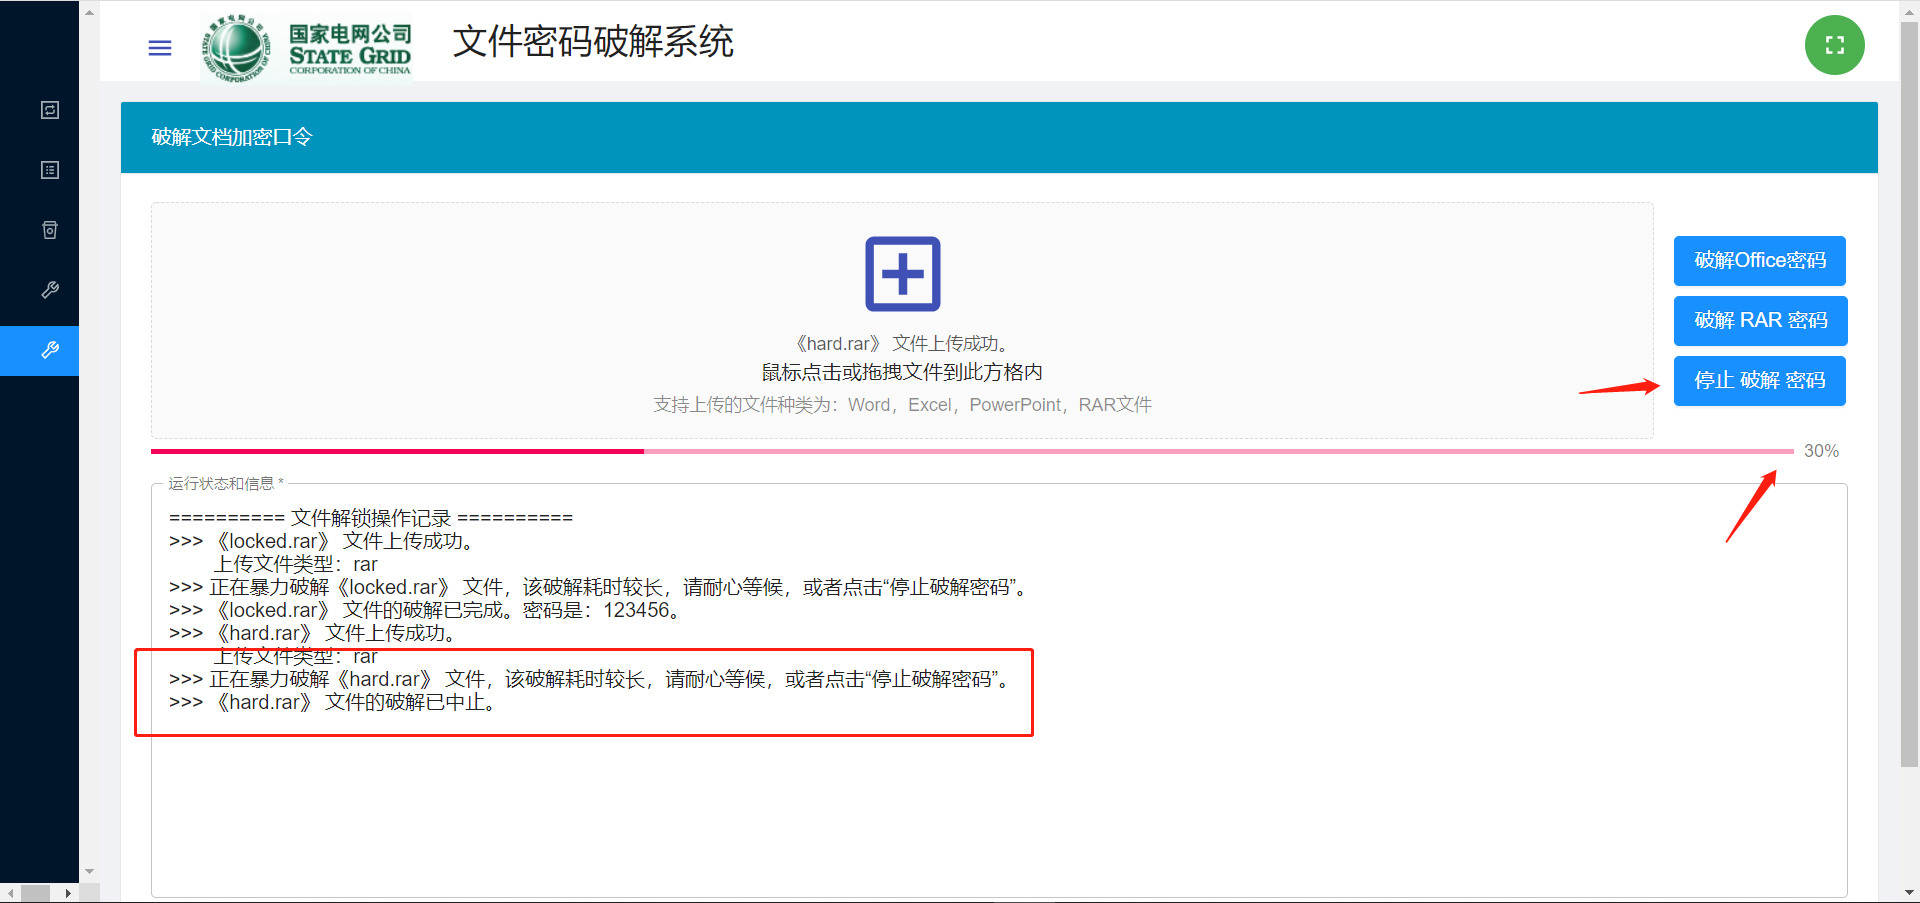 国家电网公司
STATE GRID
CORPORATION OF CHINA
文件密码破解系统
破解文档加密口令
《hard.rar》 文件上传成功。
鼠标点击或拖拽文件到此方格内
支持上传的文件种类为：Word，Excel，PowerPoint，RAR文件
破解Office密码
破解 RAR 密码
停止 破解 密码
30%
运行状态和信息 *
========== 文件解锁操作记录 ==========
>>> 《locked.rar》 文件上传成功。
上传文件类型：rar
>>> 正在暴力破解《locked.rar》 文件，该破解耗时较长，请耐心等候，或者点击“停止破解密码”。
>>> 《locked.rar》 文件的破解已完成。密码是：123456。
>>> 《hard.rar》 文件上传成功。
上传文件类型：rar
>>> 正在暴力破解《hard.rar》 文件，该破解耗时较长，请耐心等候，或者点击“停止破解密码”。
>>> 《hard.rar》 文件的破解已中止。